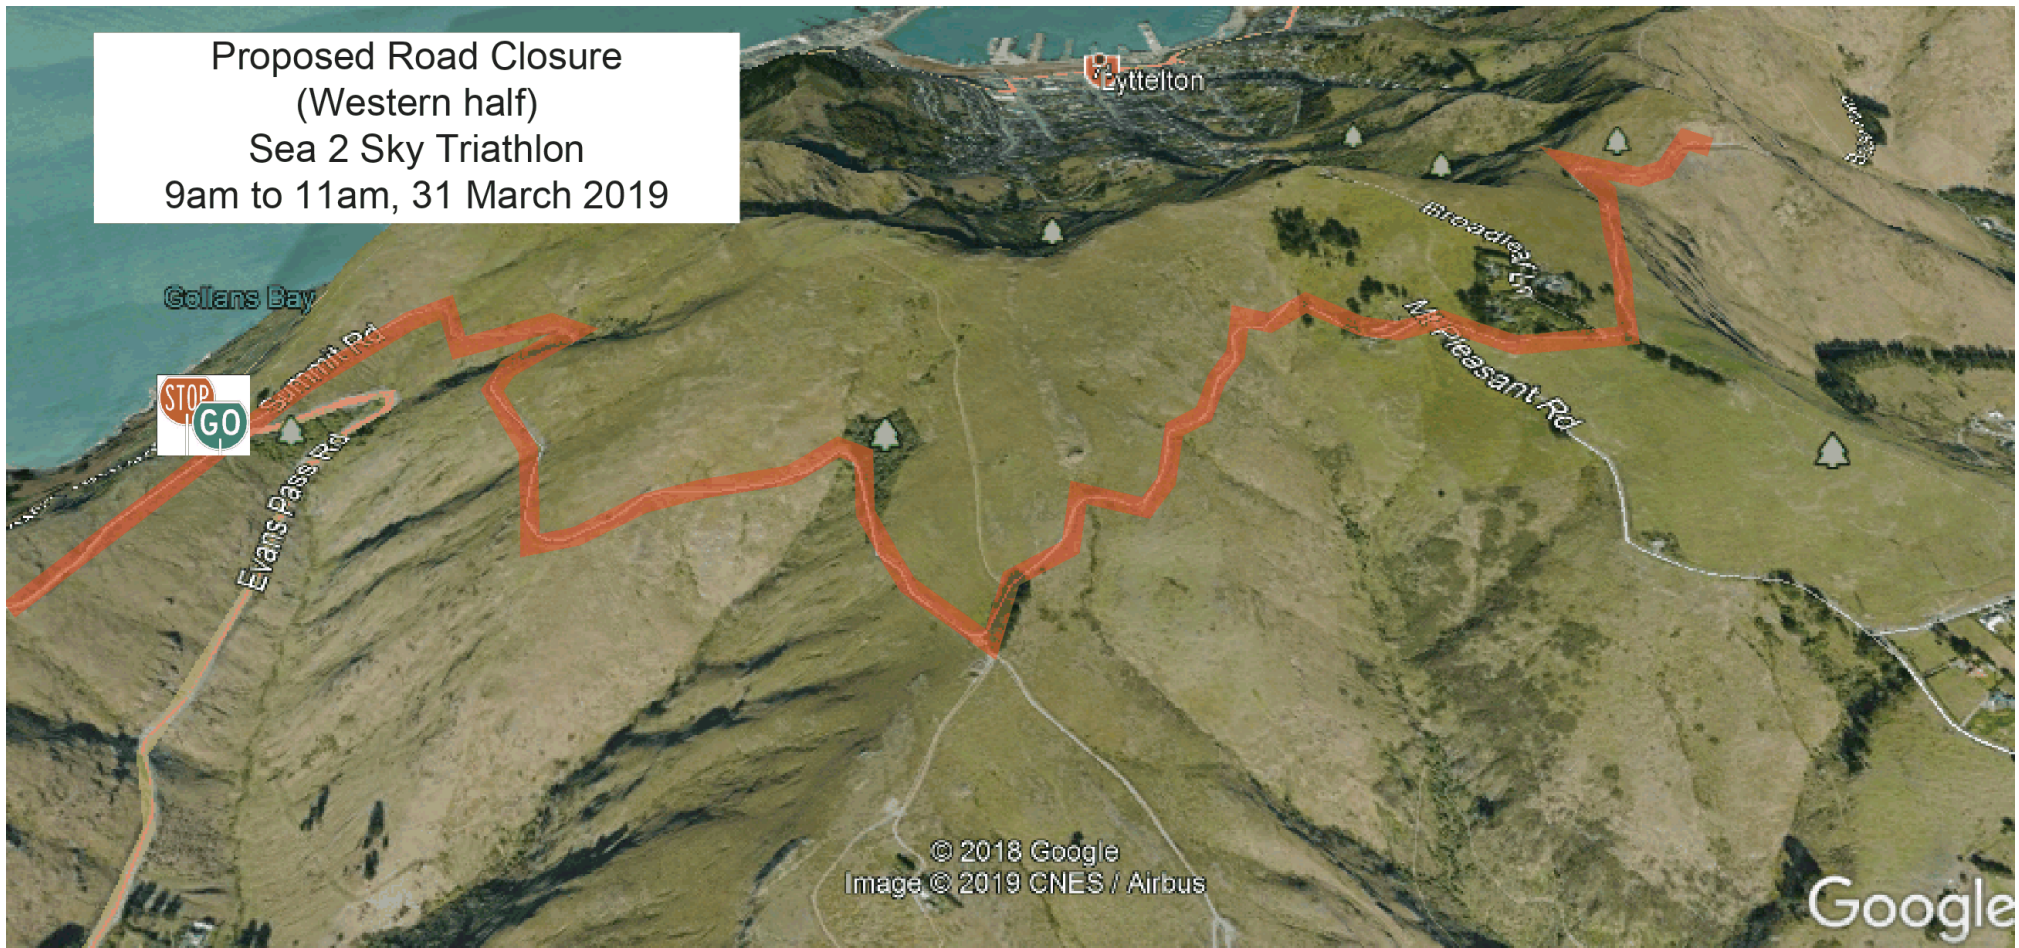 Proposed Road Closure
(Western half)
Sea 2 Sky Triathlon
9am to 11am, 31 March 2019
Lyttelton
Gollans Bay
Summit Rd
STOP
GO
Evans Pass Rd
Broadleaf Ln
Mt Pleasant Rd
© 2018 Google
Image © 2019 CNES / Airbus
Google